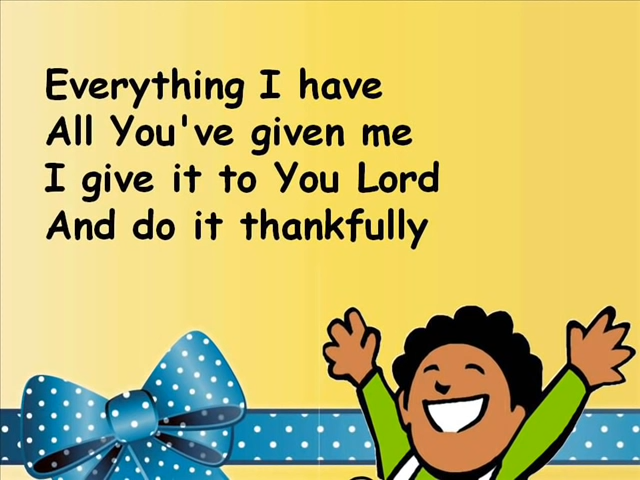 Everything I have
All You've given me
I give it to You Lord
And do it thankfully